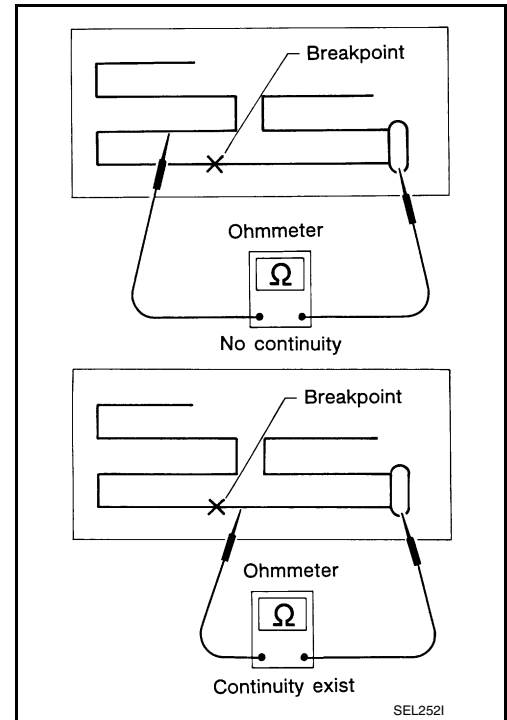 Breakpoint
Ohmmeter
Ω
No continuity
Breakpoint
Ohmmeter
Ω
Continuity exist
SEL252I